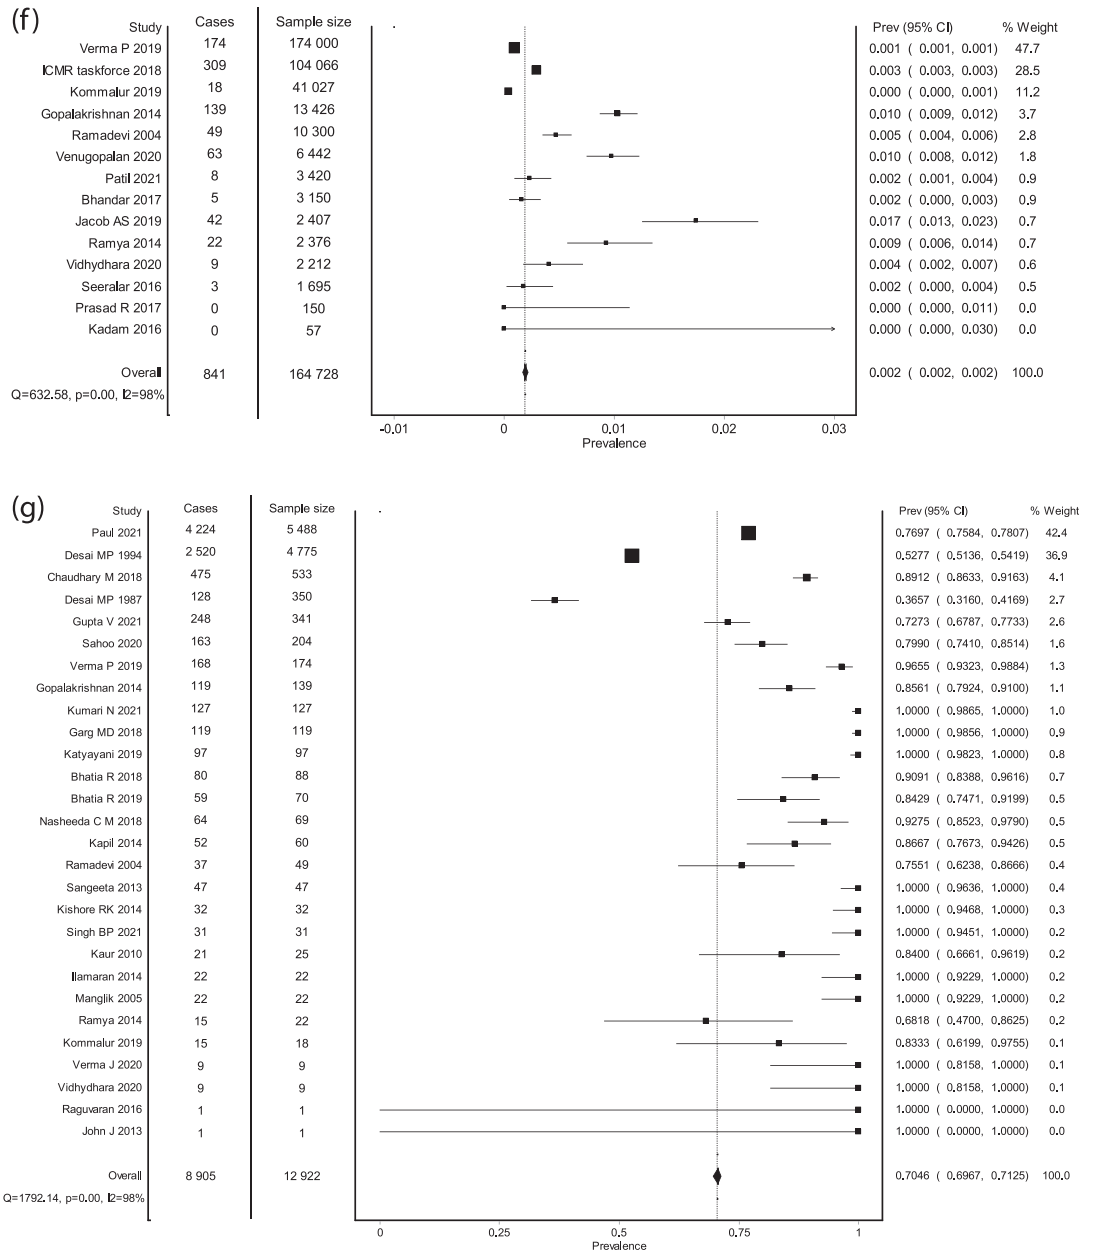 (f)
Study Cases Sample size Prev (95% CI) % Weight
Verma P 2019 174 174 000 0.001 ( 0.001, 0.001) 47.7
ICMR taskforce 2018 309 104 066 0.003 ( 0.003, 0.003) 28.5
Kommalur 2019 18 41 027 0.000 ( 0.000, 0.001) 11.2
Gopalakrishnan 2014 139 13 426 0.010 ( 0.009, 0.012) 3.7
Ramadevi 2004 49 10 300 0.005 ( 0.004, 0.006) 2.8
Venugopalan 2020 63 6 442 0.010 ( 0.008, 0.012) 1.8
Patil 2021 8 3 420 0.002 ( 0.001, 0.004) 0.9
Bhandar 2017 5 3 150 0.002 ( 0.000, 0.003) 0.9
Jacob AS 2019 42 2 407 0.017 ( 0.013, 0.023) 0.7
Ramya 2014 22 2 376 0.009 ( 0.006, 0.014) 0.7
Vidhydhara 2020 9 2 212 0.004 ( 0.002, 0.007) 0.6
Seeralar 2016 3 1 695 0.002 ( 0.000, 0.004) 0.5
Prasad R 2017 0 150 0.000 ( 0.000, 0.011) 0.0
Kadam 2016 0 57 0.000 ( 0.000, 0.030) 0.0
Overall 841 164 728 0.002 ( 0.002, 0.002) 100.0
Q=632.58, p=0.00, I2=98%
-0.01 0 0.01 0.02 0.03
Prevalence
(g)
Study Cases Sample size Prev (95% CI) % Weight
Paul 2021 4 224 5 488 0.7697 ( 0.7584, 0.7807) 42.4
Desai MP 1994 2 520 4 775 0.5277 ( 0.5136, 0.5419) 36.9
Chaudhary M 2018 475 533 0.8912 ( 0.8633, 0.9163) 4.1
Desai MP 1987 128 350 0.3657 ( 0.3160, 0.4169) 2.7
Gupta V 2021 248 341 0.7273 ( 0.6787, 0.7733) 2.6
Sahoo 2020 163 204 0.7990 ( 0.7410, 0.8514) 1.6
Verma P 2019 168 174 0.9655 ( 0.9323, 0.9884) 1.3
Gopalakrishnan 2014 119 139 0.8561 ( 0.7924, 0.9100) 1.1
Kumari N 2021 127 127 1.0000 ( 0.9865, 1.0000) 1.0
Garg MD 2018 119 119 1.0000 ( 0.9856, 1.0000) 0.9
Katyayani 2019 97 97 1.0000 ( 0.9823, 1.0000) 0.8
Bhatia R 2018 80 88 0.9091 ( 0.8388, 0.9616) 0.7
Bhatia R 2019 59 70 0.8429 ( 0.7471, 0.9199) 0.5
Nasheeda C M 2018 64 69 0.9275 ( 0.8523, 0.9790) 0.5
Kapil 2014 52 60 0.8667 ( 0.7673, 0.9426) 0.5
Ramadevi 2004 37 49 0.7551 ( 0.6238, 0.8666) 0.4
Sangeeta 2013 47 47 1.0000 ( 0.9636, 1.0000) 0.4
Kishore RK 2014 32 32 1.0000 ( 0.9468, 1.0000) 0.3
Singh BP 2021 31 31 1.0000 ( 0.9451, 1.0000) 0.2
Kaur 2010 21 25 0.8400 ( 0.6661, 0.9619) 0.2
Ilamaran 2014 22 22 1.0000 ( 0.9229, 1.0000) 0.2
Manglik 2005 22 22 1.0000 ( 0.9229, 1.0000) 0.2
Ramya 2014 15 22 0.6818 ( 0.4700, 0.8625) 0.2
Kommalur 2019 15 18 0.8333 ( 0.6199, 0.9755) 0.1
Verma J 2020 9 9 1.0000 ( 0.8158, 1.0000) 0.1
Vidhydhara 2020 9 9 1.0000 ( 0.8158, 1.0000) 0.1
Raguvaran 2016 1 1 1.0000 ( 0.0000, 1.0000) 0.0
John J 2013 1 1 1.0000 ( 0.0000, 1.0000) 0.0
Overall 8 905 12 922 0.7046 ( 0.6967, 0.7125) 100.0
Q=1792.14, p=0.00, I2=98%
0 0.25 0.5 0.75 1
Prevalence